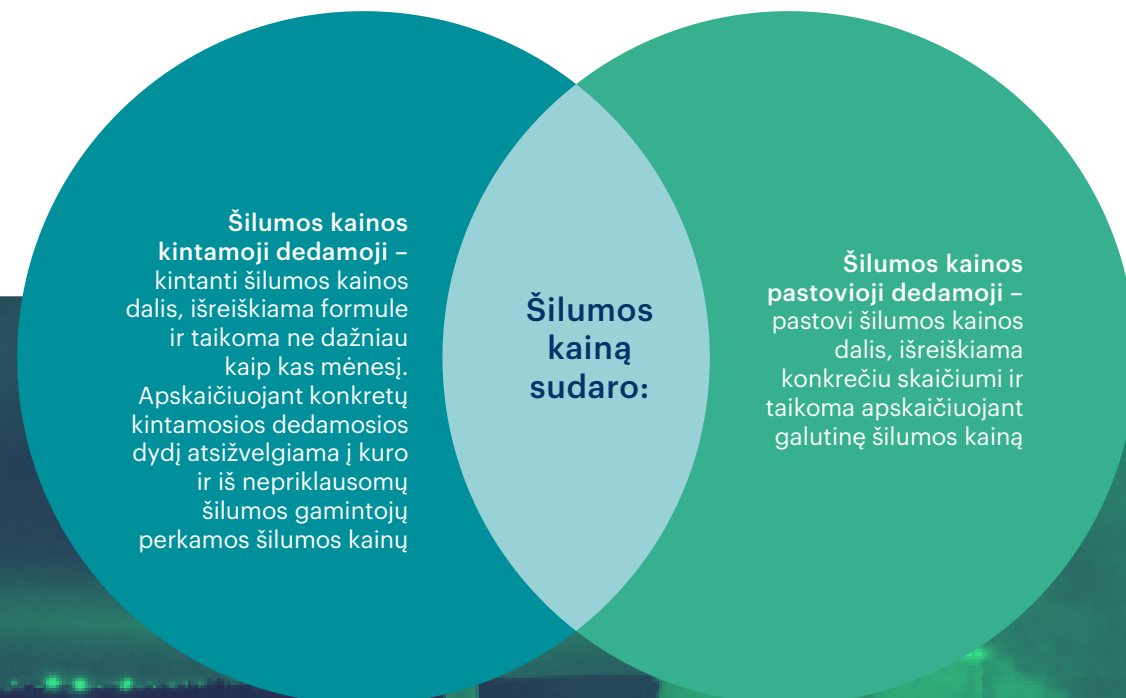 Šilumos kainos
kintamoji dedamoji –
kintanti šilumos kainos
dalis, išreiškiama formule
ir taikoma ne dažniau
kaip kas mėnesį.
Apskaičiuojant konkretų
kintamosios dedamosios
dydį atsižvelgiama į kuro
ir iš nepriklausomų
šilumos gamintojų
perkamos šilumos kainų
Šilumos
kainą
sudaro:
Šilumos kainos
pastovioji dedamoji –
pastovi šilumos kainos
dalis, išreiškiama
konkrečiu skaičiumi ir
taikoma apskaičiuojant
galutinę šilumos kainą